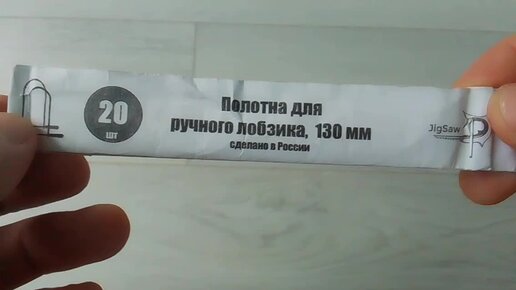 20
шт
Полотна для
ручного лобзика, 130 мм
сделано в России
JigSaw